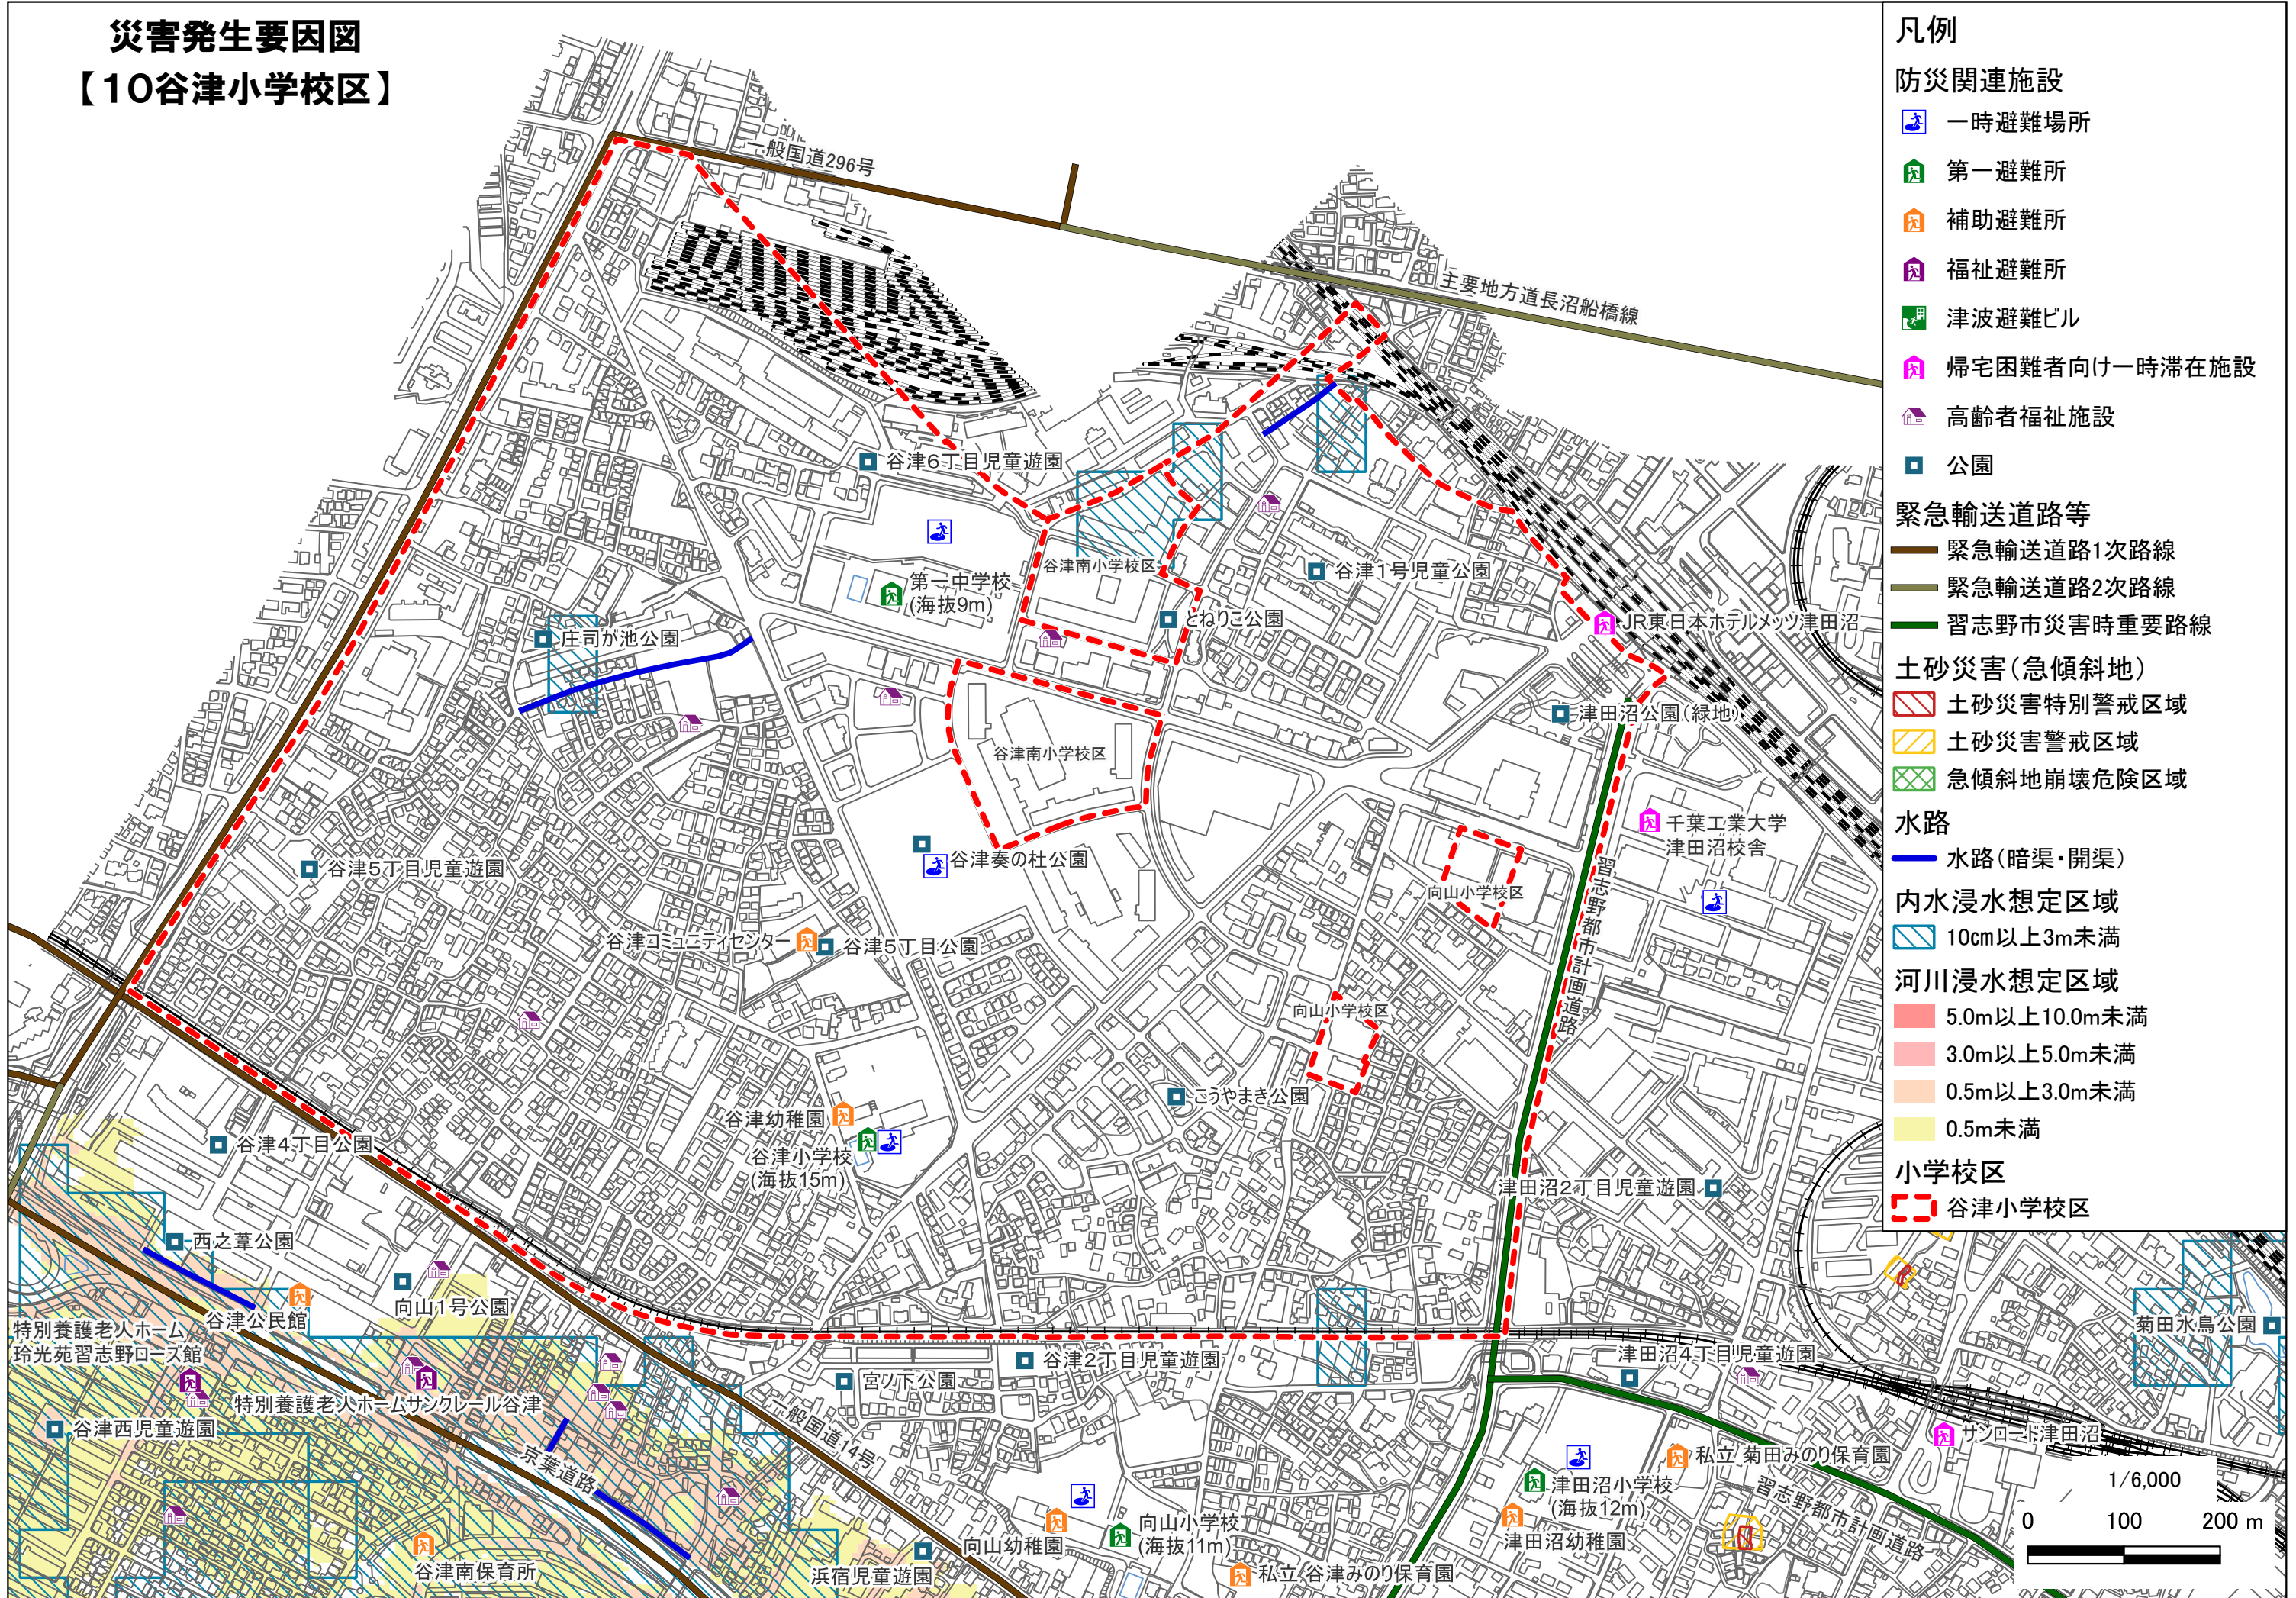 災害発生要因図
【10谷津小学校区】
一般国道296号
主要地方道長沼船橋線
谷津6丁目児童遊園
谷津南小学校区
第一中学校
(海抜9m)
谷津1号児童公園
とねりこ公園
JR東日本ホテルメッツ津田沼
庄司が池公園
津田沼公園(緑地)
谷津南小学校区
千葉工業大学
津田沼校舎
谷津奏の杜公園
谷津5丁目児童遊園
向山小学校区
習志野都市計画道路
谷津コミュニティセンター
谷津5丁目公園
向山小学校区
こうやまき公園
谷津幼稚園
谷津小学校
(海抜15m)
谷津4丁目公園
津田沼2丁目児童遊園
西之葦公園
向山1号公園
谷津公民館
特別養護老人ホーム
玲光苑習志野ローズ館
菊田水鳥公園
谷津2丁目児童遊園
津田沼4丁目児童遊園
宮ノ下公園
特別養護老人ホームサンクレール谷津
谷津西児童遊園
一般国道14号
京葉道路
サンロード津田沼
私立 菊田みのり保育園
津田沼小学校
(海抜12m)
習志野都市計画道路
向山小学校
(海抜11m)
向山幼稚園
津田沼幼稚園
谷津南保育所
浜宿児童遊園
私立 谷津みのり保育園
凡例
防災関連施設
一時避難場所
第一避難所
補助避難所
福祉避難所
津波避難ビル
帰宅困難者向け一時滞在施設
高齢者福祉施設
公園
緊急輸送道路等
緊急輸送道路1次路線
緊急輸送道路2次路線
習志野市災害時重要路線
土砂災害(急傾斜地)
土砂災害特別警戒区域
土砂災害警戒区域
急傾斜地崩壊危険区域
水路
水路(暗渠・開渠)
内水浸水想定区域
10cm以上3m未満
河川浸水想定区域
5.0m以上10.0m未満
3.0m以上5.0m未満
0.5m以上3.0m未満
0.5m未満
小学校区
谷津小学校区
1/6,000
0 100 200 m